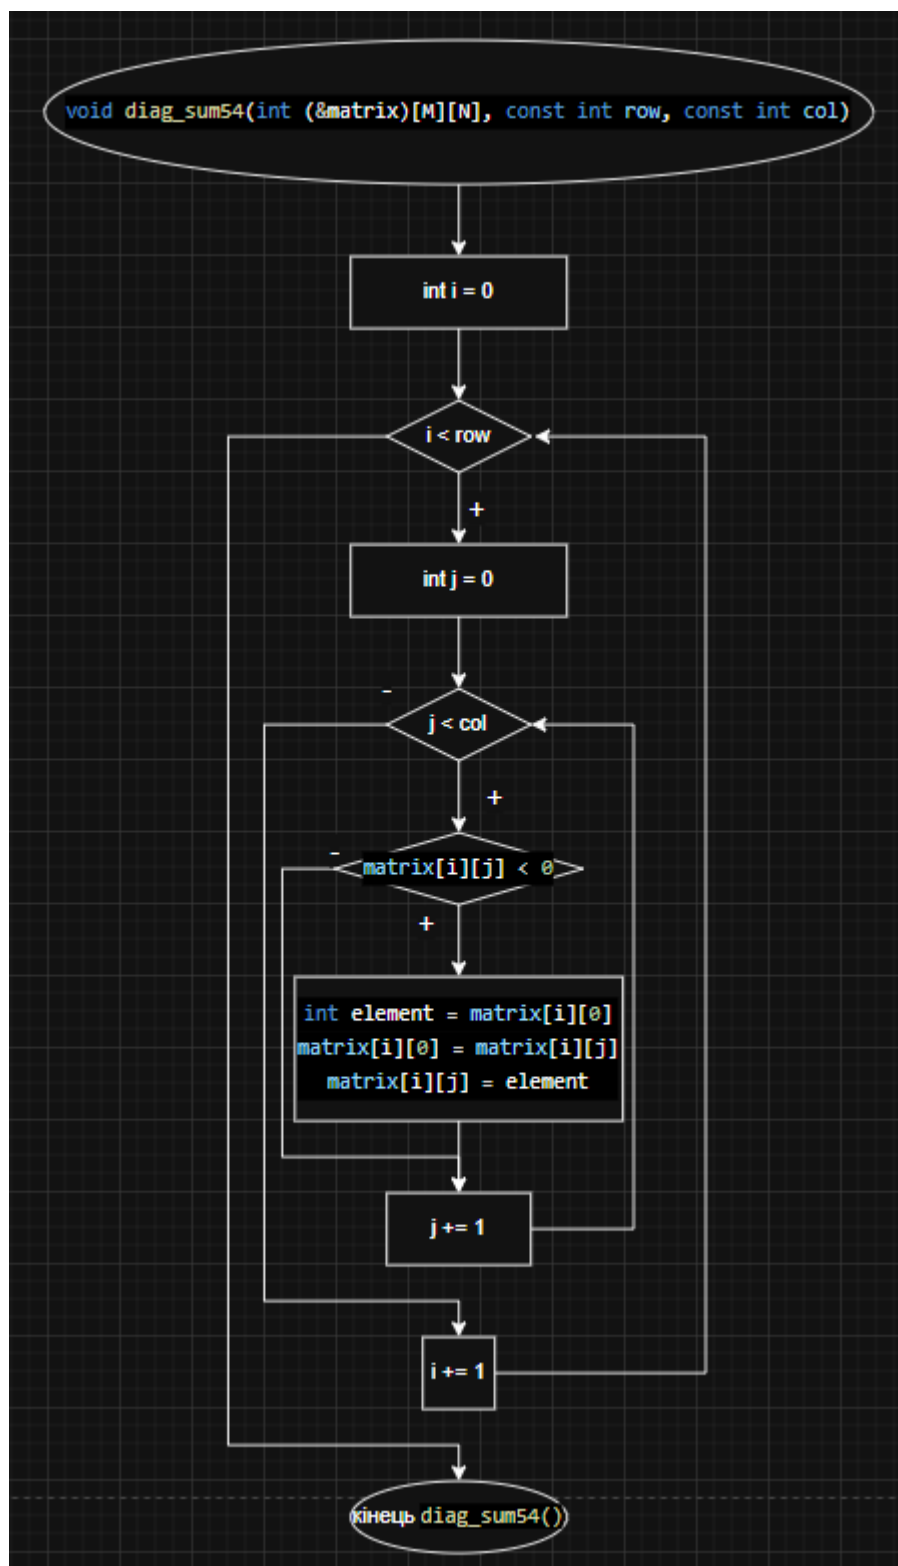 void diag_sum54(int (&matrix)[M][N], const int row, const int col)
int i = 0
i < row
+
int j = 0
-
j < col
+
-
matrix[i][j] < 0
+
int element = matrix[i][0]
matrix[i][0] = matrix[i][j]
matrix[i][j] = element
j += 1
i += 1
кінець diag_sum54()